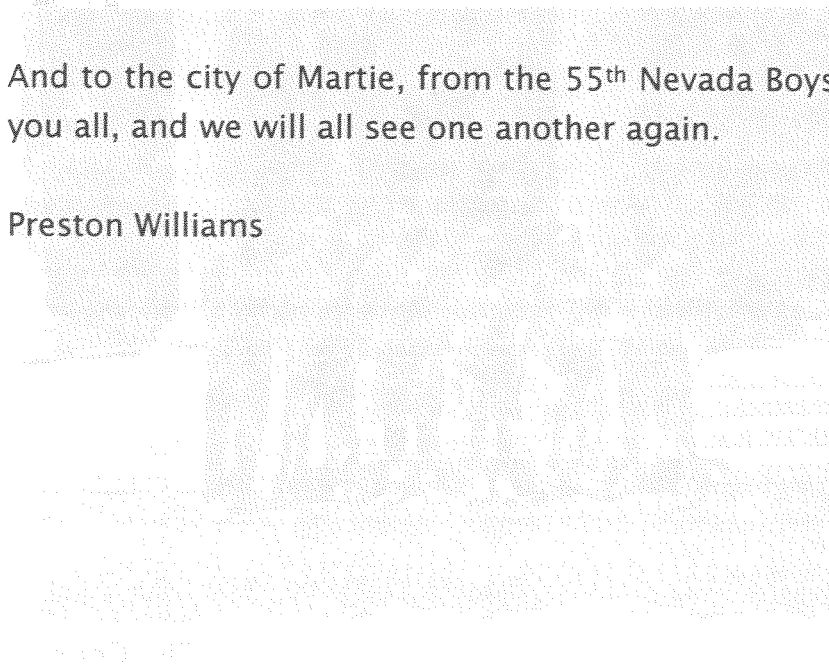 And to the city of Martie, from the 55th Nevada Boys
you all, and we will all see one another again.
Preston Williams